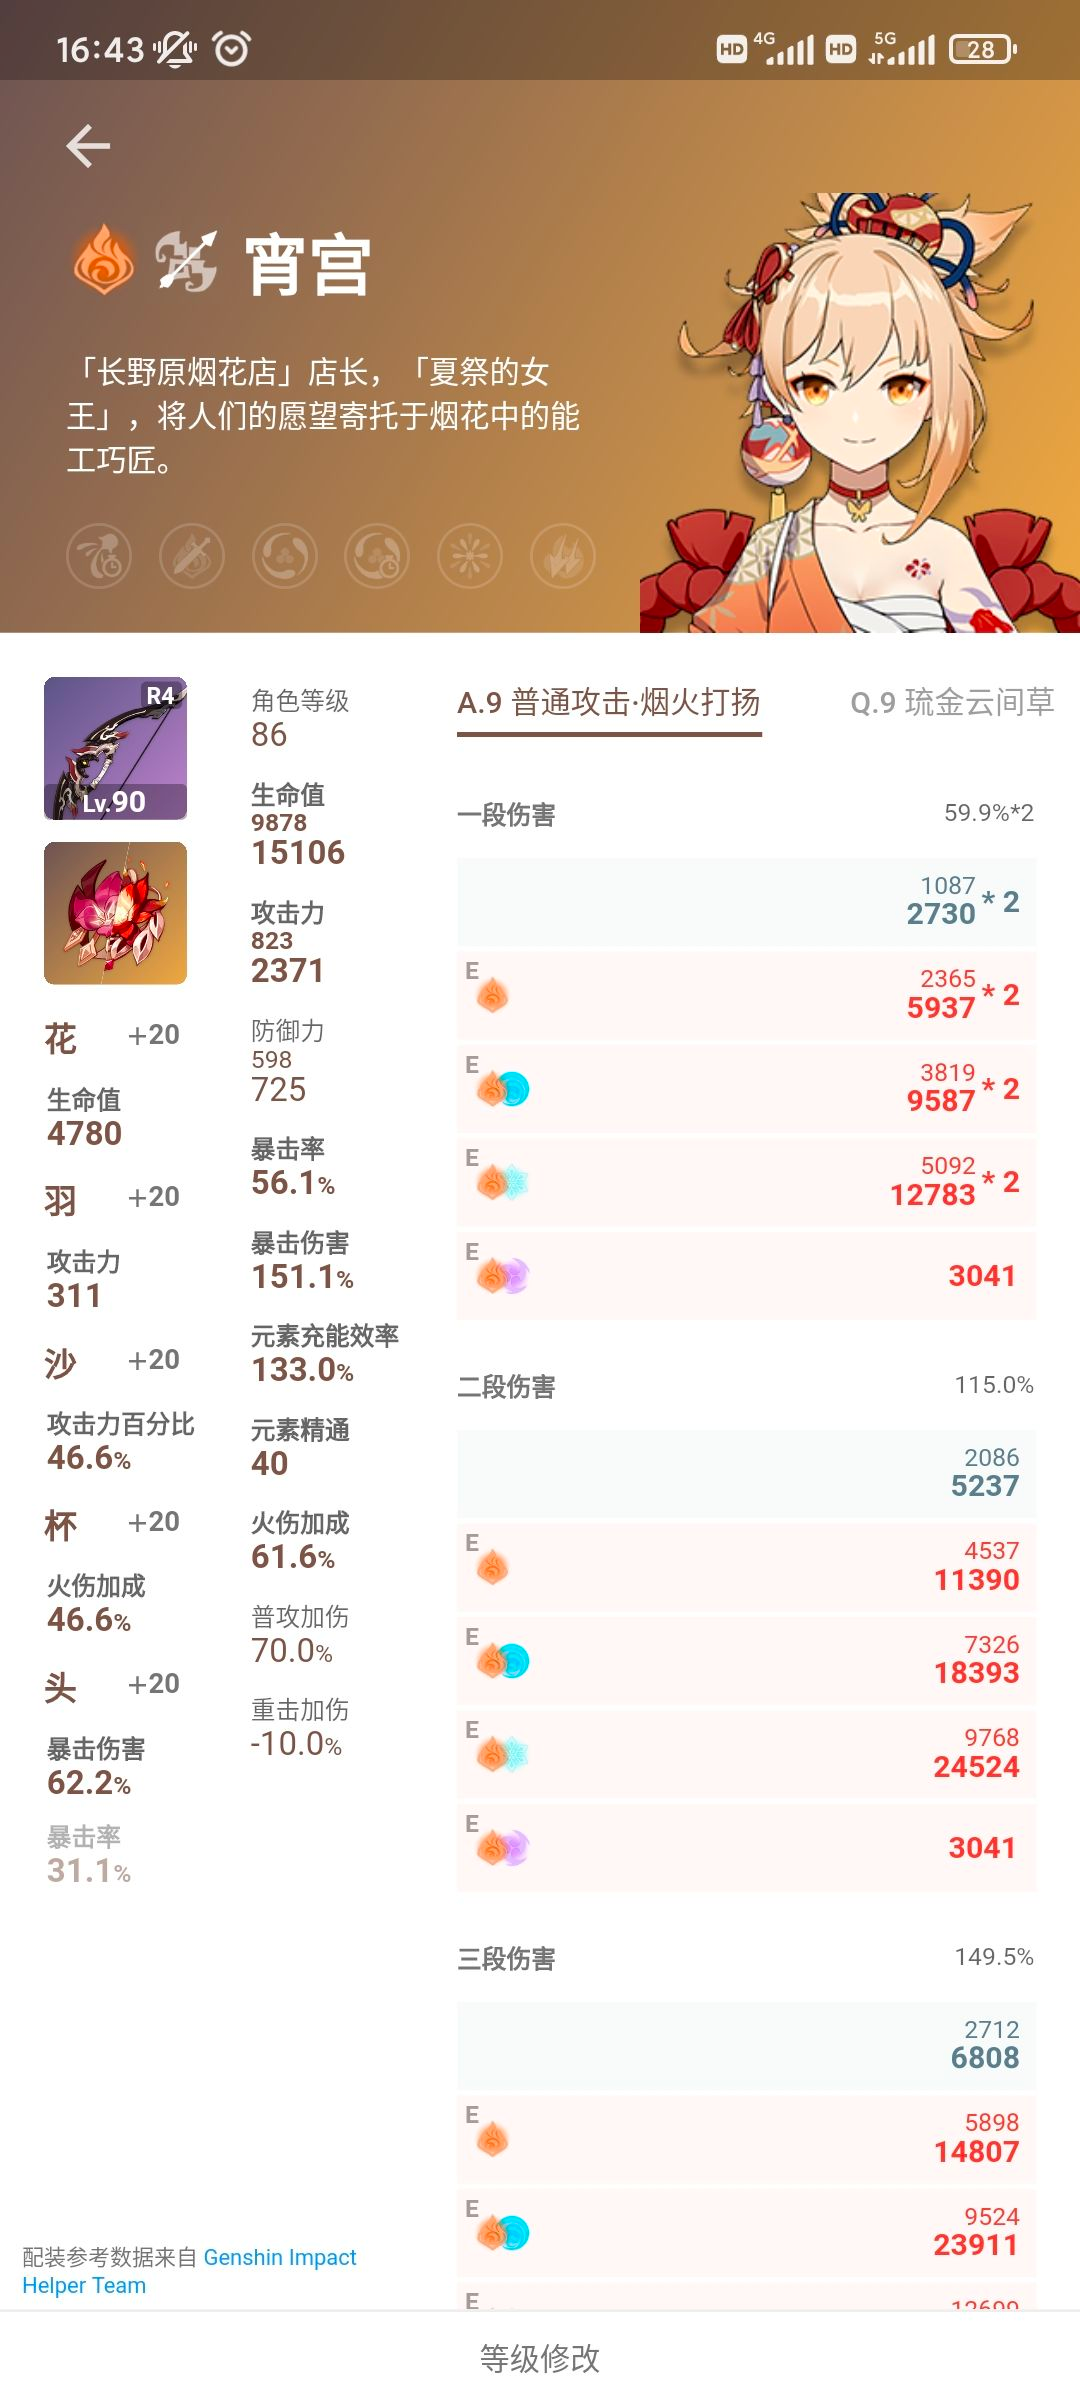 16:43
HD 4G HD 5G 28
宵宫
「长野原烟花店」店长，「夏祭的女
王」，将人们的愿望寄托于烟花中的能
工巧匠。
R4
Lv.90
花 +20
生命值
4780
羽 +20
攻击力
311
沙 +20
攻击力百分比
46.6%
杯 +20
火伤加成
46.6%
头 +20
暴击伤害
62.2%
暴击率
31.1%
角色等级
86
生命值
9878
15106
攻击力
823
2371
防御力
598
725
暴击率
56.1%
暴击伤害
151.1%
元素充能效率
133.0%
元素精通
40
火伤加成
61.6%
普攻加伤
70.0%
重击加伤
-10.0%
A.9 普通攻击·烟火打扬
Q.9 琉金云间草
一段伤害 59.9%*2
1087
2730 * 2
E
2365
5937 * 2
E
3819
9587 * 2
E
5092
12783 * 2
E
3041
二段伤害 115.0%
2086
5237
E
4537
11390
E
7326
18393
E
9768
24524
E
3041
三段伤害 149.5%
2712
6808
E
5898
14807
E
9524
23911
E
12699
配装参考数据来自 Genshin Impact
Helper Team
等级修改